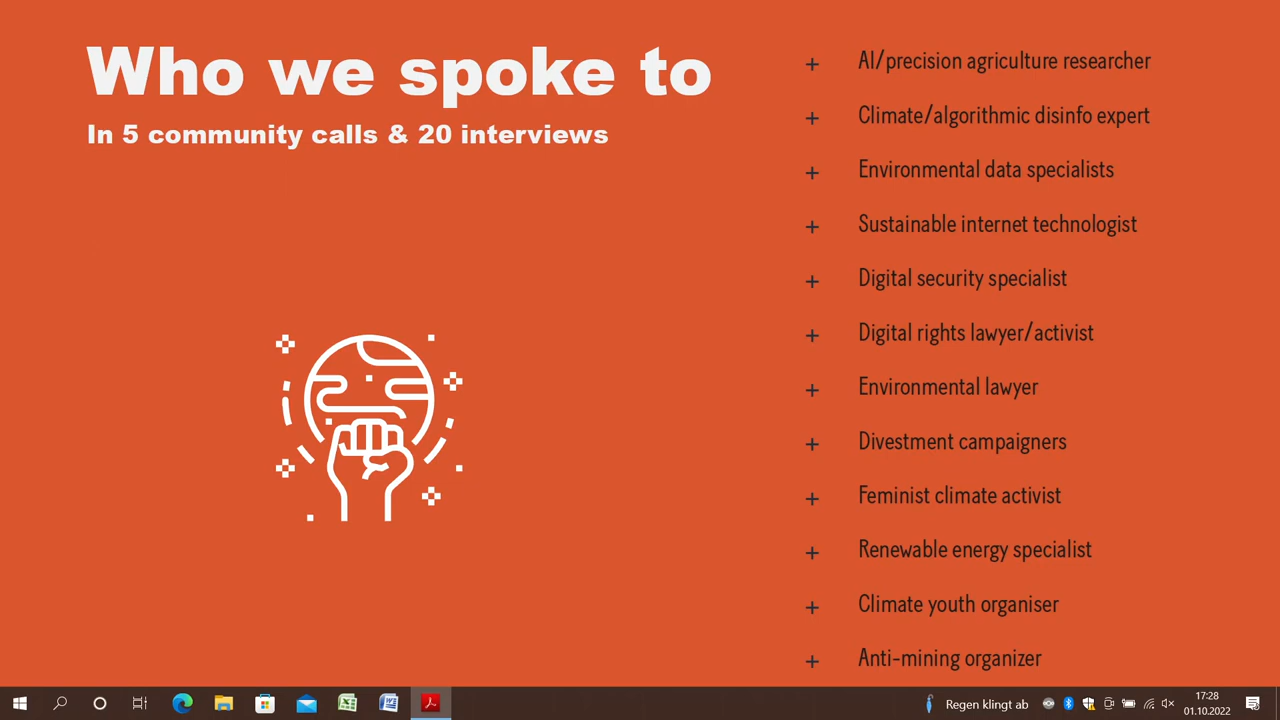 Who we spoke to
In 5 community calls & 20 interviews
+ AI/precision agriculture researcher
+ Climate/algorithmic disinfo expert
+ Environmental data specialists
+ Sustainable internet technologist
+ Digital security specialist
+ Digital rights lawyer/activist
+ Environmental lawyer
+ Divestment campaigners
+ Feminist climate activist
+ Renewable energy specialist
+ Climate youth organiser
+ Anti-mining organizer
Regen klingt ab
17:28
01.10.2022